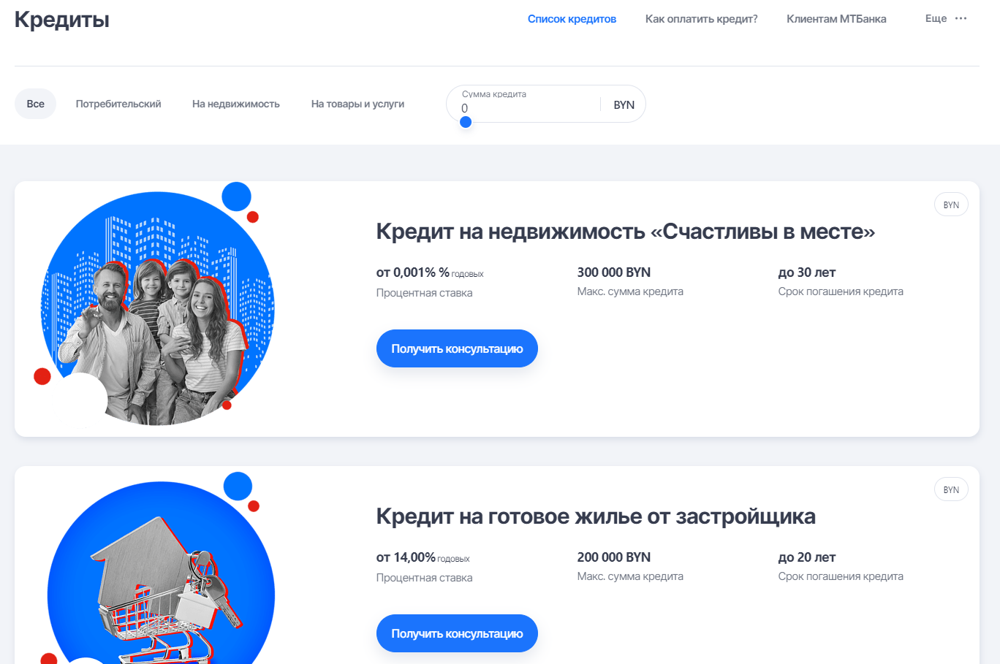 Кредиты
Список кредитов Как оплатить кредит? Клиентам МТБанка Еще ···
Все Потребительский На недвижимость На товары и услуги
Сумма кредита
0 BYN
BYN
Кредит на недвижимость «Счастливы в месте»
от 0,001% % годовых 300 000 BYN до 30 лет
Процентная ставка Макс. сумма кредита Срок погашения кредита
Получить консультацию
BYN
Кредит на готовое жилье от застройщика
от 14,00% годовых 200 000 BYN до 20 лет
Процентная ставка Макс. сумма кредита Срок погашения кредита
Получить консультацию